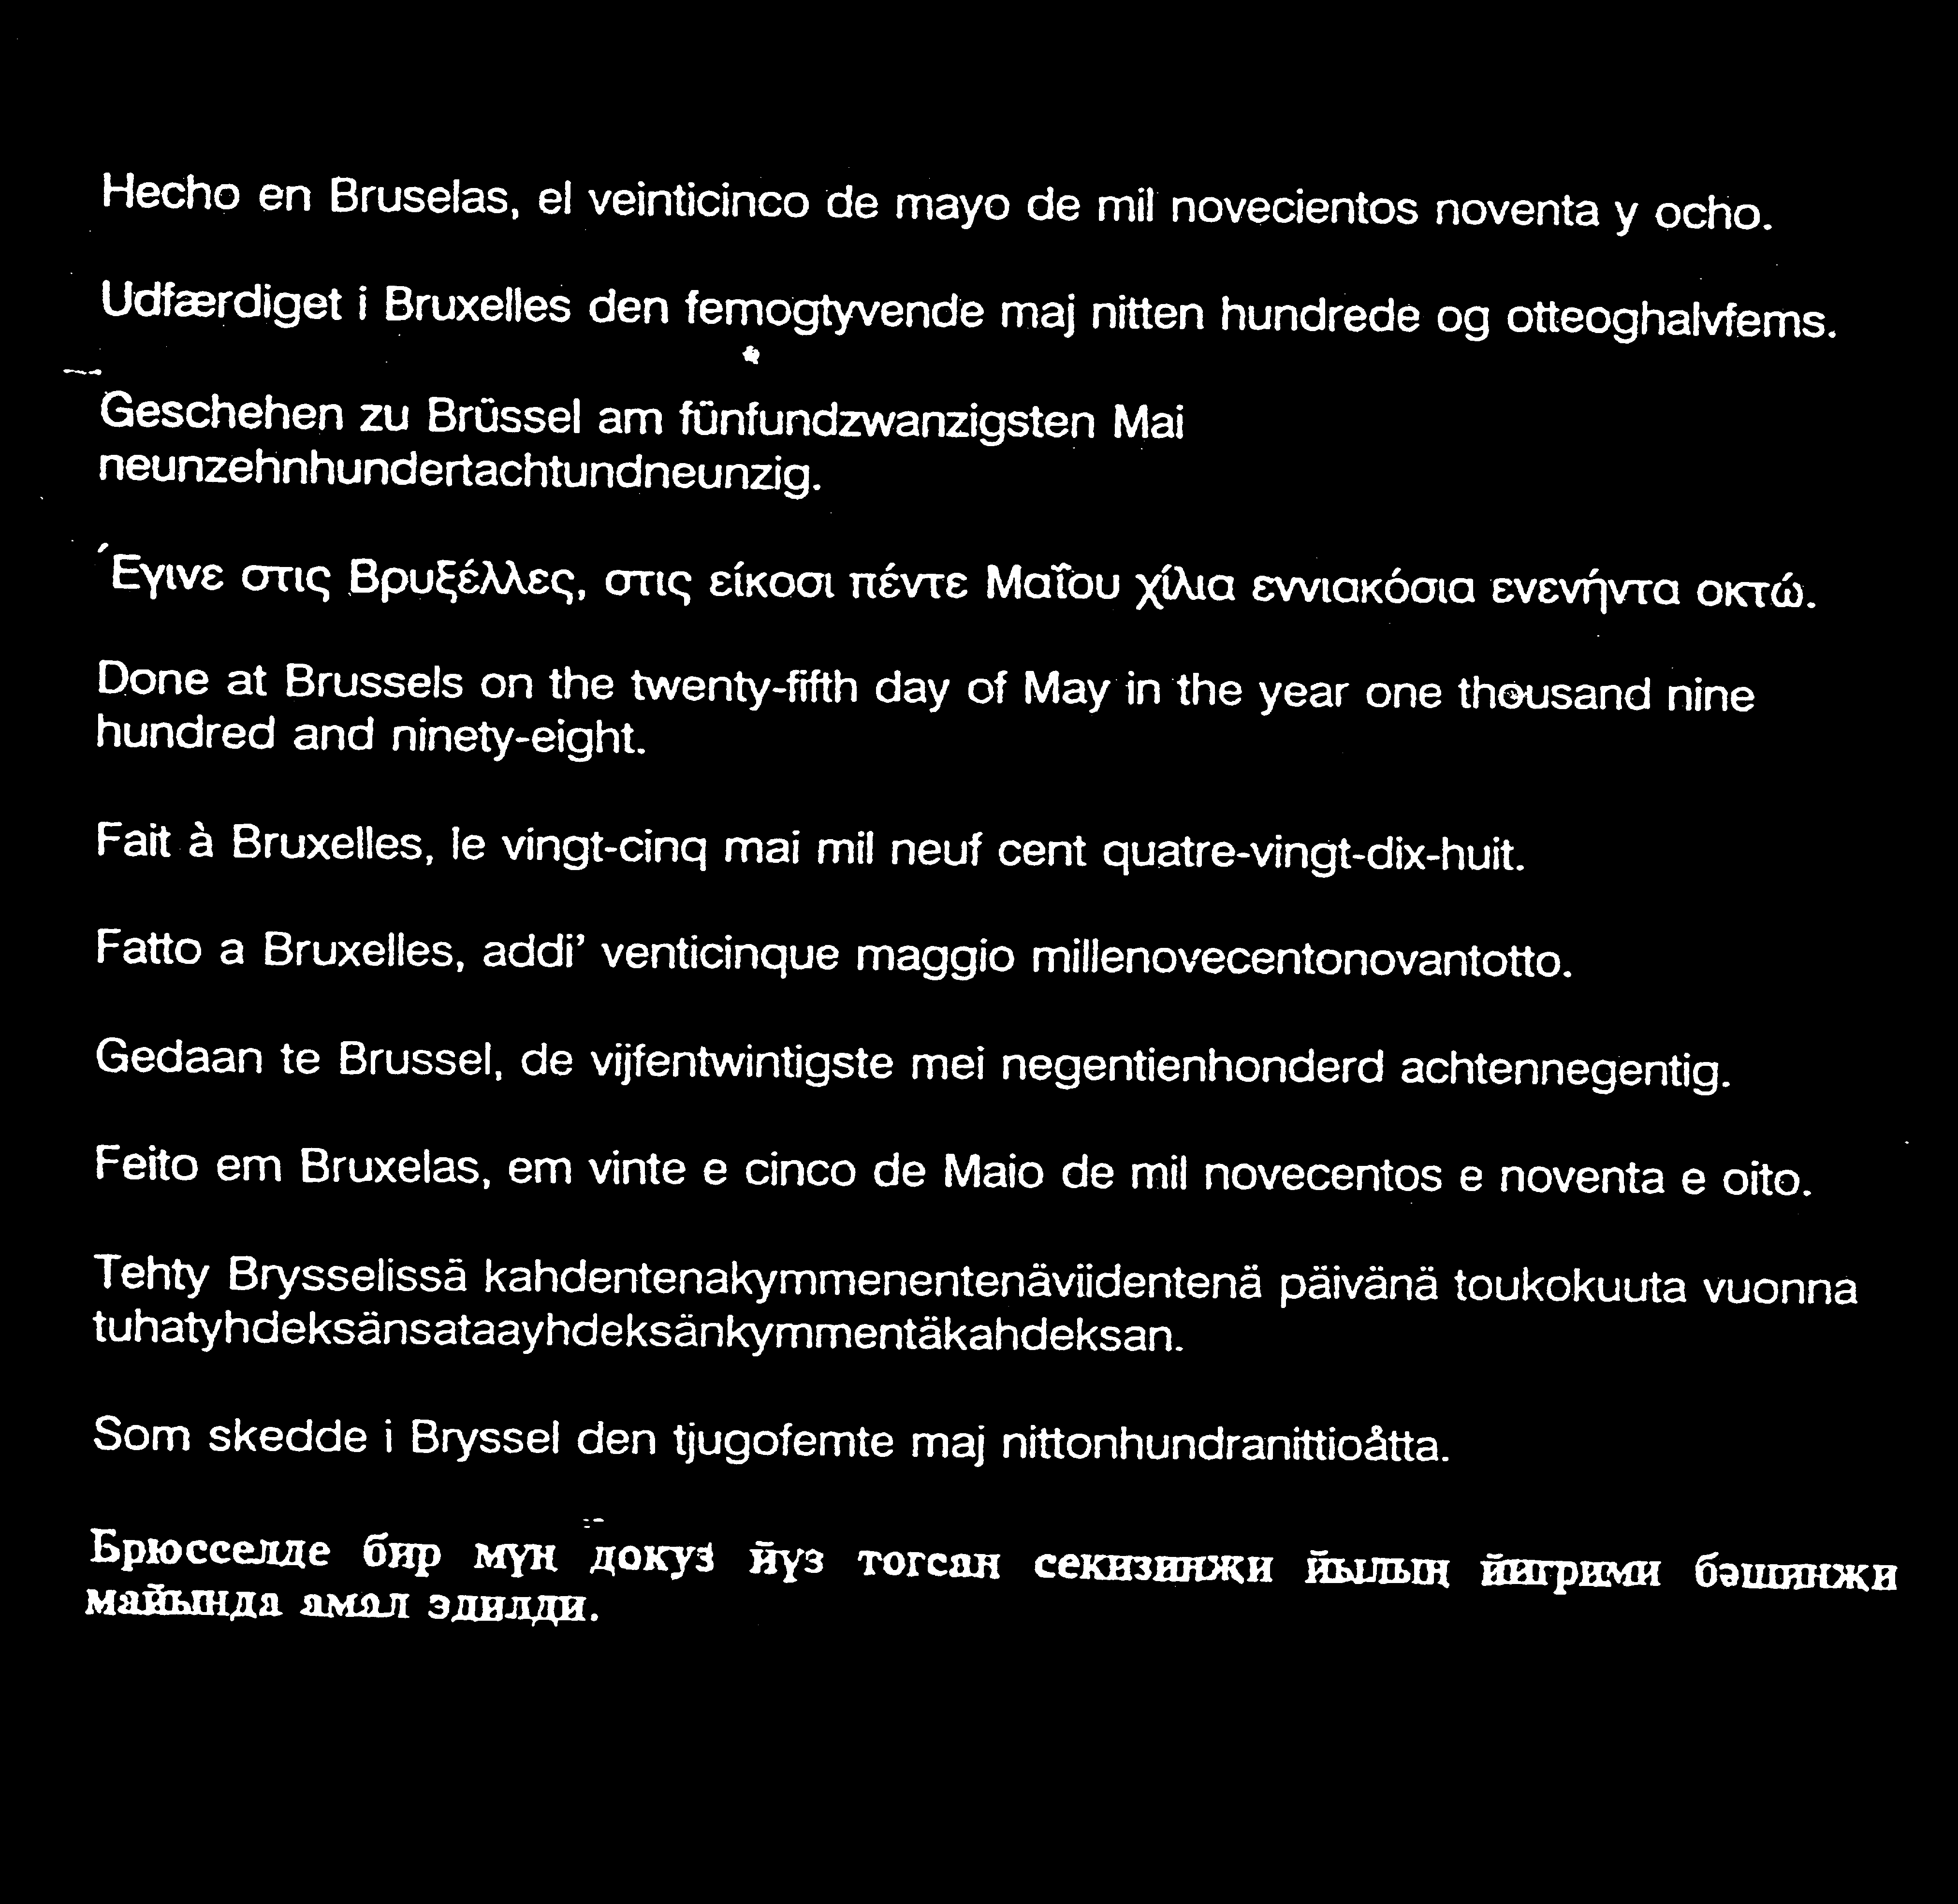 Hecho en Bruselas, el veinticinco de mayo de mil novecientos noventa y ocho.
Udfærdiget i Bruxelles den femogtyvende maj nitten hundrede og otteoghalvfems.
Geschehen zu Brüssel am fünfundzwanzigsten Mai
neunzehnhundertachtundneunzig.
Έγινε στις Βρυξέλλες, στις είκοσι πέντε Μαΐου χίλια εννιακόσια ενενήντα οκτώ.
Done at Brussels on the twenty-fifth day of May in the year one thousand nine
hundred and ninety-eight.
Fait à Bruxelles, le vingt-cinq mai mil neuf cent quatre-vingt-dix-huit.
Fatto a Bruxelles, addi’ venticinque maggio millenovecentonovantotto.
Gedaan te Brussel, de vijfentwintigste mei negentienhonderd achtennegentig.
Feito em Bruxelas, em vinte e cinco de Maio de mil novecentos e noventa e oito.
Tehty Brysselissä kahdentenakymmenentenäviidentenä päivänä toukokuuta vuonna
tuhatyhdeksänsataayhdeksänkymmentäkahdeksan.
Som skedde i Bryssel den tjugofemte maj nittonhundranittioåtta.
Брюсселде бир мүң докуз йүз тогсан секизинжи йылың йигрими бәшинжи
майында амал эдилди.